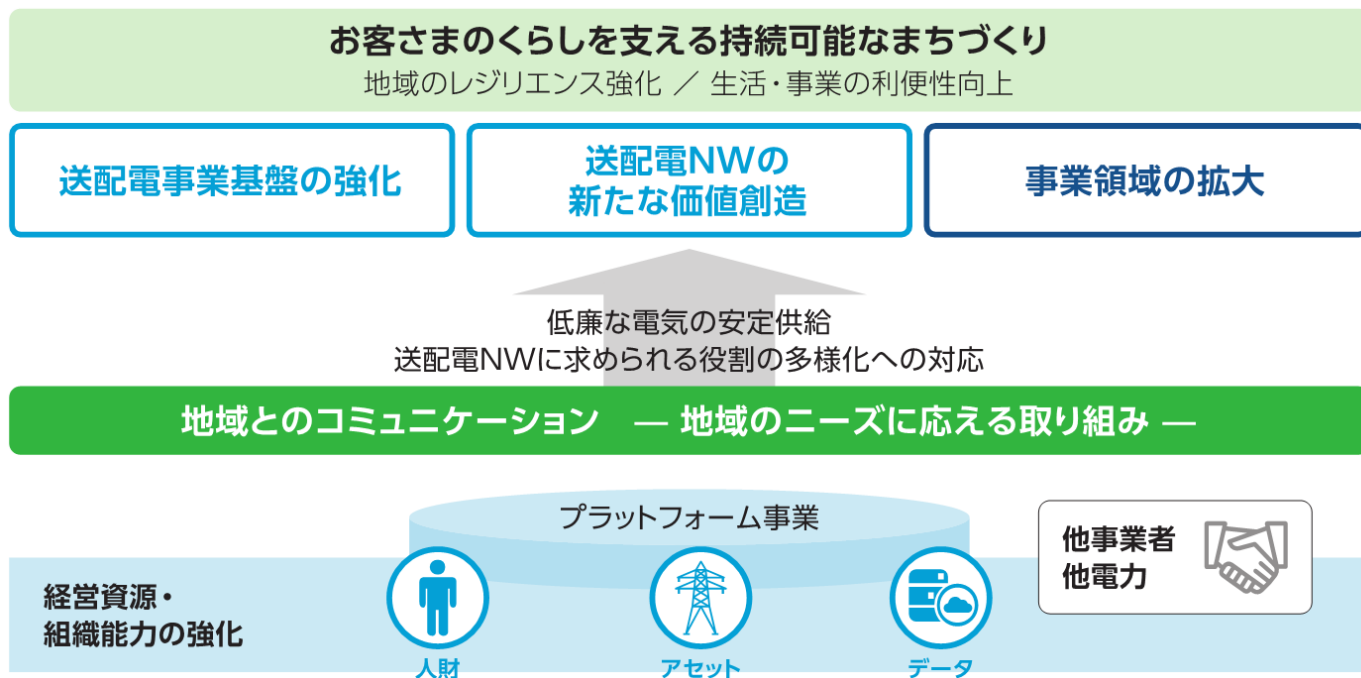 お客さまのくらしを支える持続可能なまちづくり
地域のレジリエンス強化 ／ 生活・事業の利便性向上
送配電事業基盤の強化
送配電NWの
新たな価値創造
事業領域の拡大
低廉な電気の安定供給
送配電NWに求められる役割の多様化への対応
地域とのコミュニケーション　― 地域のニーズに応える取り組み ―
プラットフォーム事業
他事業者
他電力
経営資源・
組織能力の強化
人財
アセット
データ